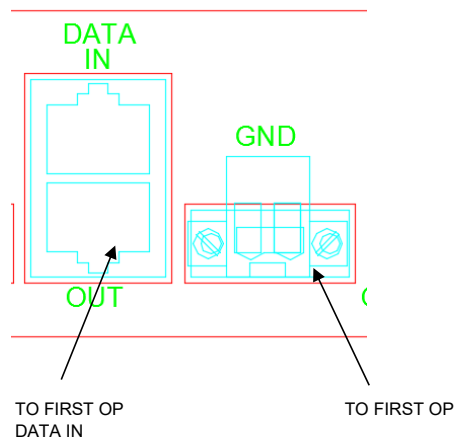 DATA
IN
GND
OUT
TO FIRST OP
DATA IN
TO FIRST OP